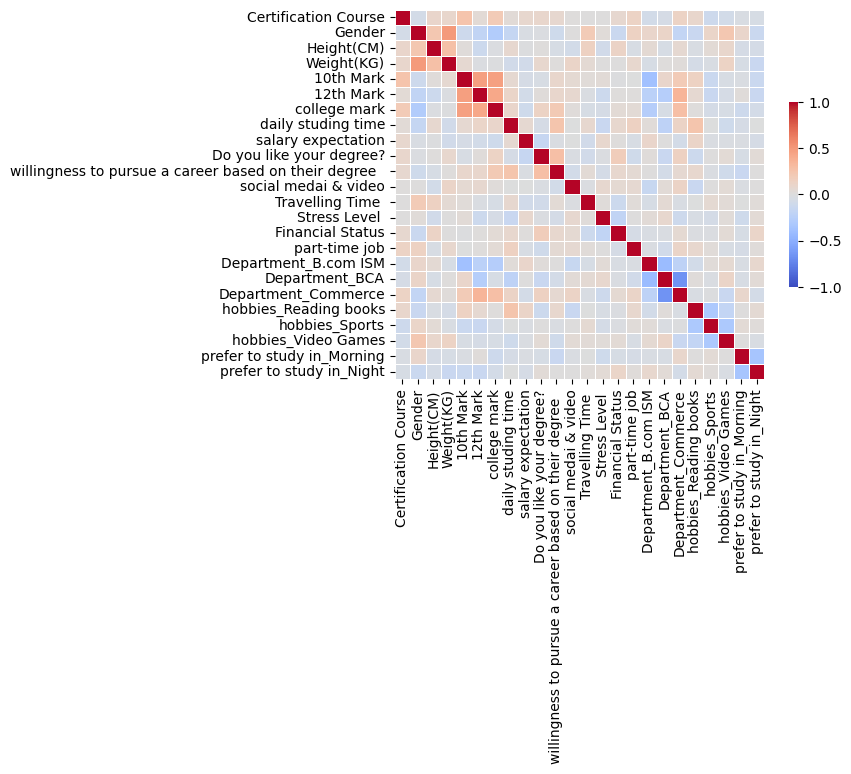 Certification Course
Gender
Height(CM)
Weight(KG)
10th Mark
12th Mark
college mark
daily studing time
salary expectation
Do you like your degree?
willingness to pursue a career based on their degree
social medai & video
Travelling Time
Stress Level
Financial Status
part-time job
Department_B.com ISM
Department_BCA
Department_Commerce
hobbies_Reading books
hobbies_Sports
hobbies_Video Games
prefer to study in_Morning
prefer to study in_Night
Certification Course
Gender
Height(CM)
Weight(KG)
10th Mark
12th Mark
college mark
daily studing time
salary expectation
Do you like your degree?
willingness to pursue a career based on their degree
social medai & video
Travelling Time
Stress Level
Financial Status
part-time job
Department_B.com ISM
Department_BCA
Department_Commerce
hobbies_Reading books
hobbies_Sports
hobbies_Video Games
prefer to study in_Morning
prefer to study in_Night
1.0
0.5
0.0
−0.5
−1.0